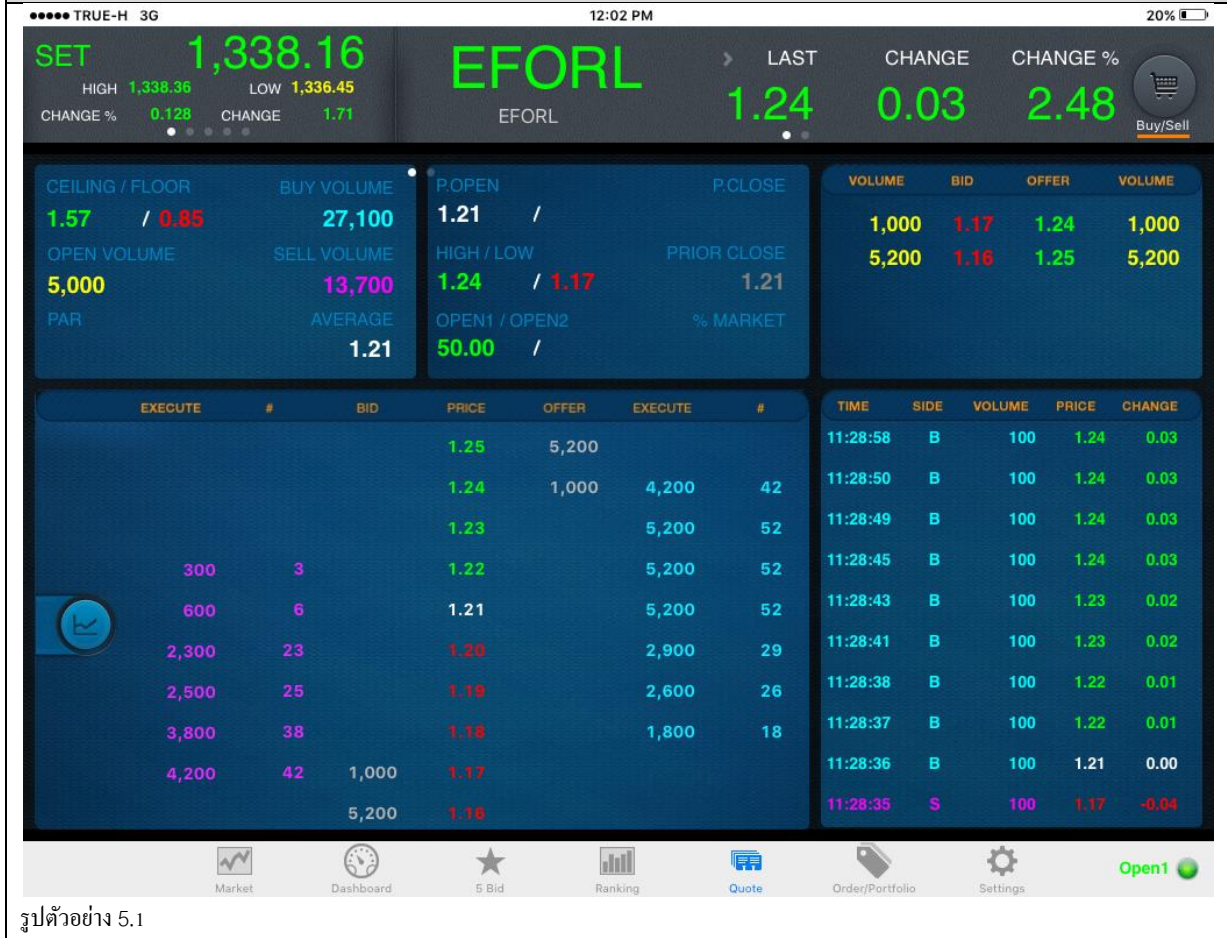 TRUE-H 3G 12:02 PM 20%
SET 1,338.16
HIGH 1,338.36 LOW 1,336.45
CHANGE % 0.128 CHANGE 1.71
EFORL
EFORL
> LAST CHANGE CHANGE %
1.24 0.03 2.48
Buy/Sell
CEILING / FLOOR BUY VOLUME
1.57 / 0.85 27,100
OPEN VOLUME SELL VOLUME
5,000 13,700
PAR AVERAGE
1.21
P.OPEN P.CLOSE
1.21 /
HIGH / LOW PRIOR CLOSE
1.24 / 1.17 1.21
OPEN1 / OPEN2 % MARKET
50.00 /
VOLUME BID OFFER VOLUME
1,000 1.17 1.24 1,000
5,200 1.16 1.25 5,200
EXECUTE # BID PRICE OFFER EXECUTE #
1.25 5,200
1.24 1,000 4,200 42
1.23 5,200 52
300 3 1.22 5,200 52
600 6 1.21 5,200 52
2,300 23 1.20 2,900 29
2,500 25 1.19 2,600 26
3,800 38 1.18 1,800 18
4,200 42 1,000 1.17
5,200 1.16
TIME SIDE VOLUME PRICE CHANGE
11:28:58 B 100 1.24 0.03
11:28:50 B 100 1.24 0.03
11:28:49 B 100 1.24 0.03
11:28:45 B 100 1.24 0.03
11:28:43 B 100 1.23 0.02
11:28:41 B 100 1.23 0.02
11:28:38 B 100 1.22 0.01
11:28:37 B 100 1.22 0.01
11:28:36 B 100 1.21 0.00
11:28:35 S 100 1.17 -0.04
Market Dashboard 5 Bid Ranking Quote Order/Portfolio Settings Open1
รูปตัวอย่าง 5.1